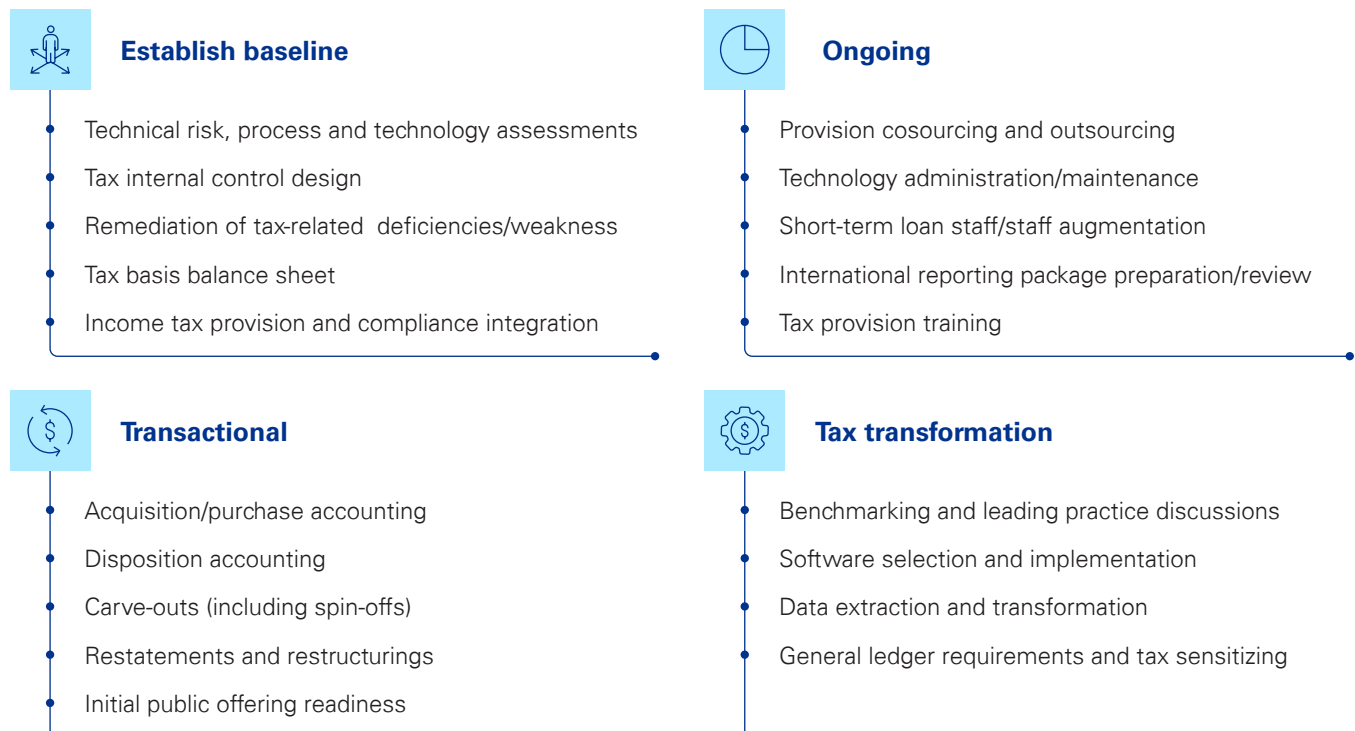 Establish baseline
Technical risk, process and technology assessments
Tax internal control design
Remediation of tax-related deficiencies/weakness
Tax basis balance sheet
Income tax provision and compliance integration
Ongoing
Provision cosourcing and outsourcing
Technology administration/maintenance
Short-term loan staff/staff augmentation
International reporting package preparation/review
Tax provision training
Transactional
$
Acquisition/purchase accounting
Disposition accounting
Carve-outs (including spin-offs)
Restatements and restructurings
Initial public offering readiness
Tax transformation
$
Benchmarking and leading practice discussions
Software selection and implementation
Data extraction and transformation
General ledger requirements and tax sensitizing